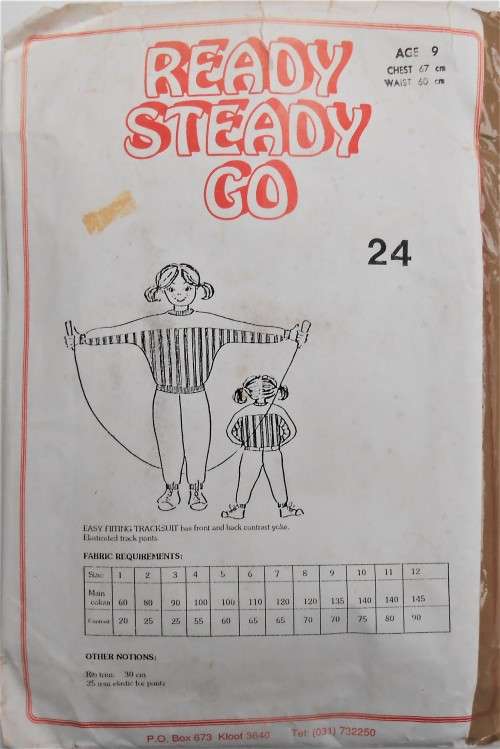 READY
STEADY
GO
AGE 9
CHEST 67 cm
WAIST 60 cm
24
EASY FITTING TRACKSUIT has front and back contrast yoke.
Elasticated track pants.
FABRIC REQUIREMENTS:
Size: 1 2 3 4 5 6 7 8 9 10 11 12
Main
colour 60 80 90 100 100 110 120 120 135 140 140 145
Contrast 20 25 25 55 60 65 65 70 70 75 80 90
OTHER NOTIONS:
Rib trim: 30 cm
25 mm elastic for pants
P.O. Box 673 Kloof 3640 Tel: (031) 732250